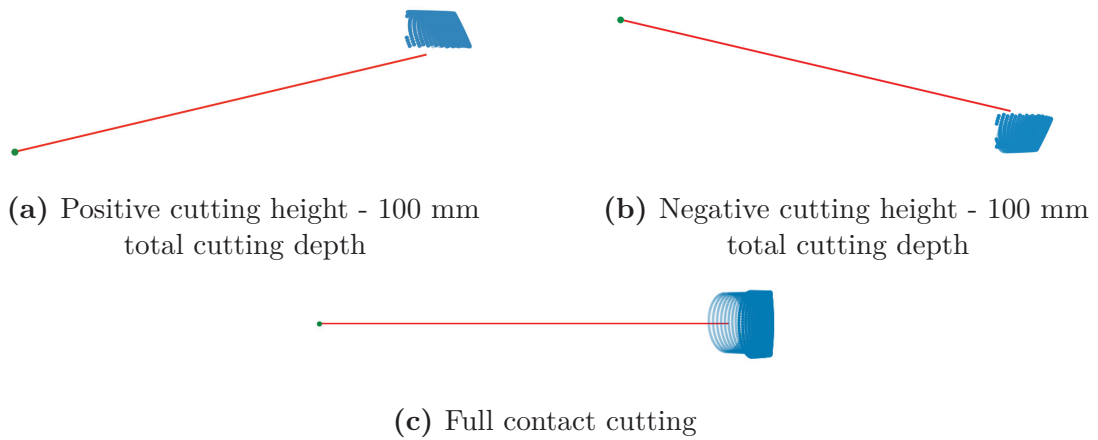 (a) Positive cutting height - 100 mm
total cutting depth
(b) Negative cutting height - 100 mm
total cutting depth
(c) Full contact cutting